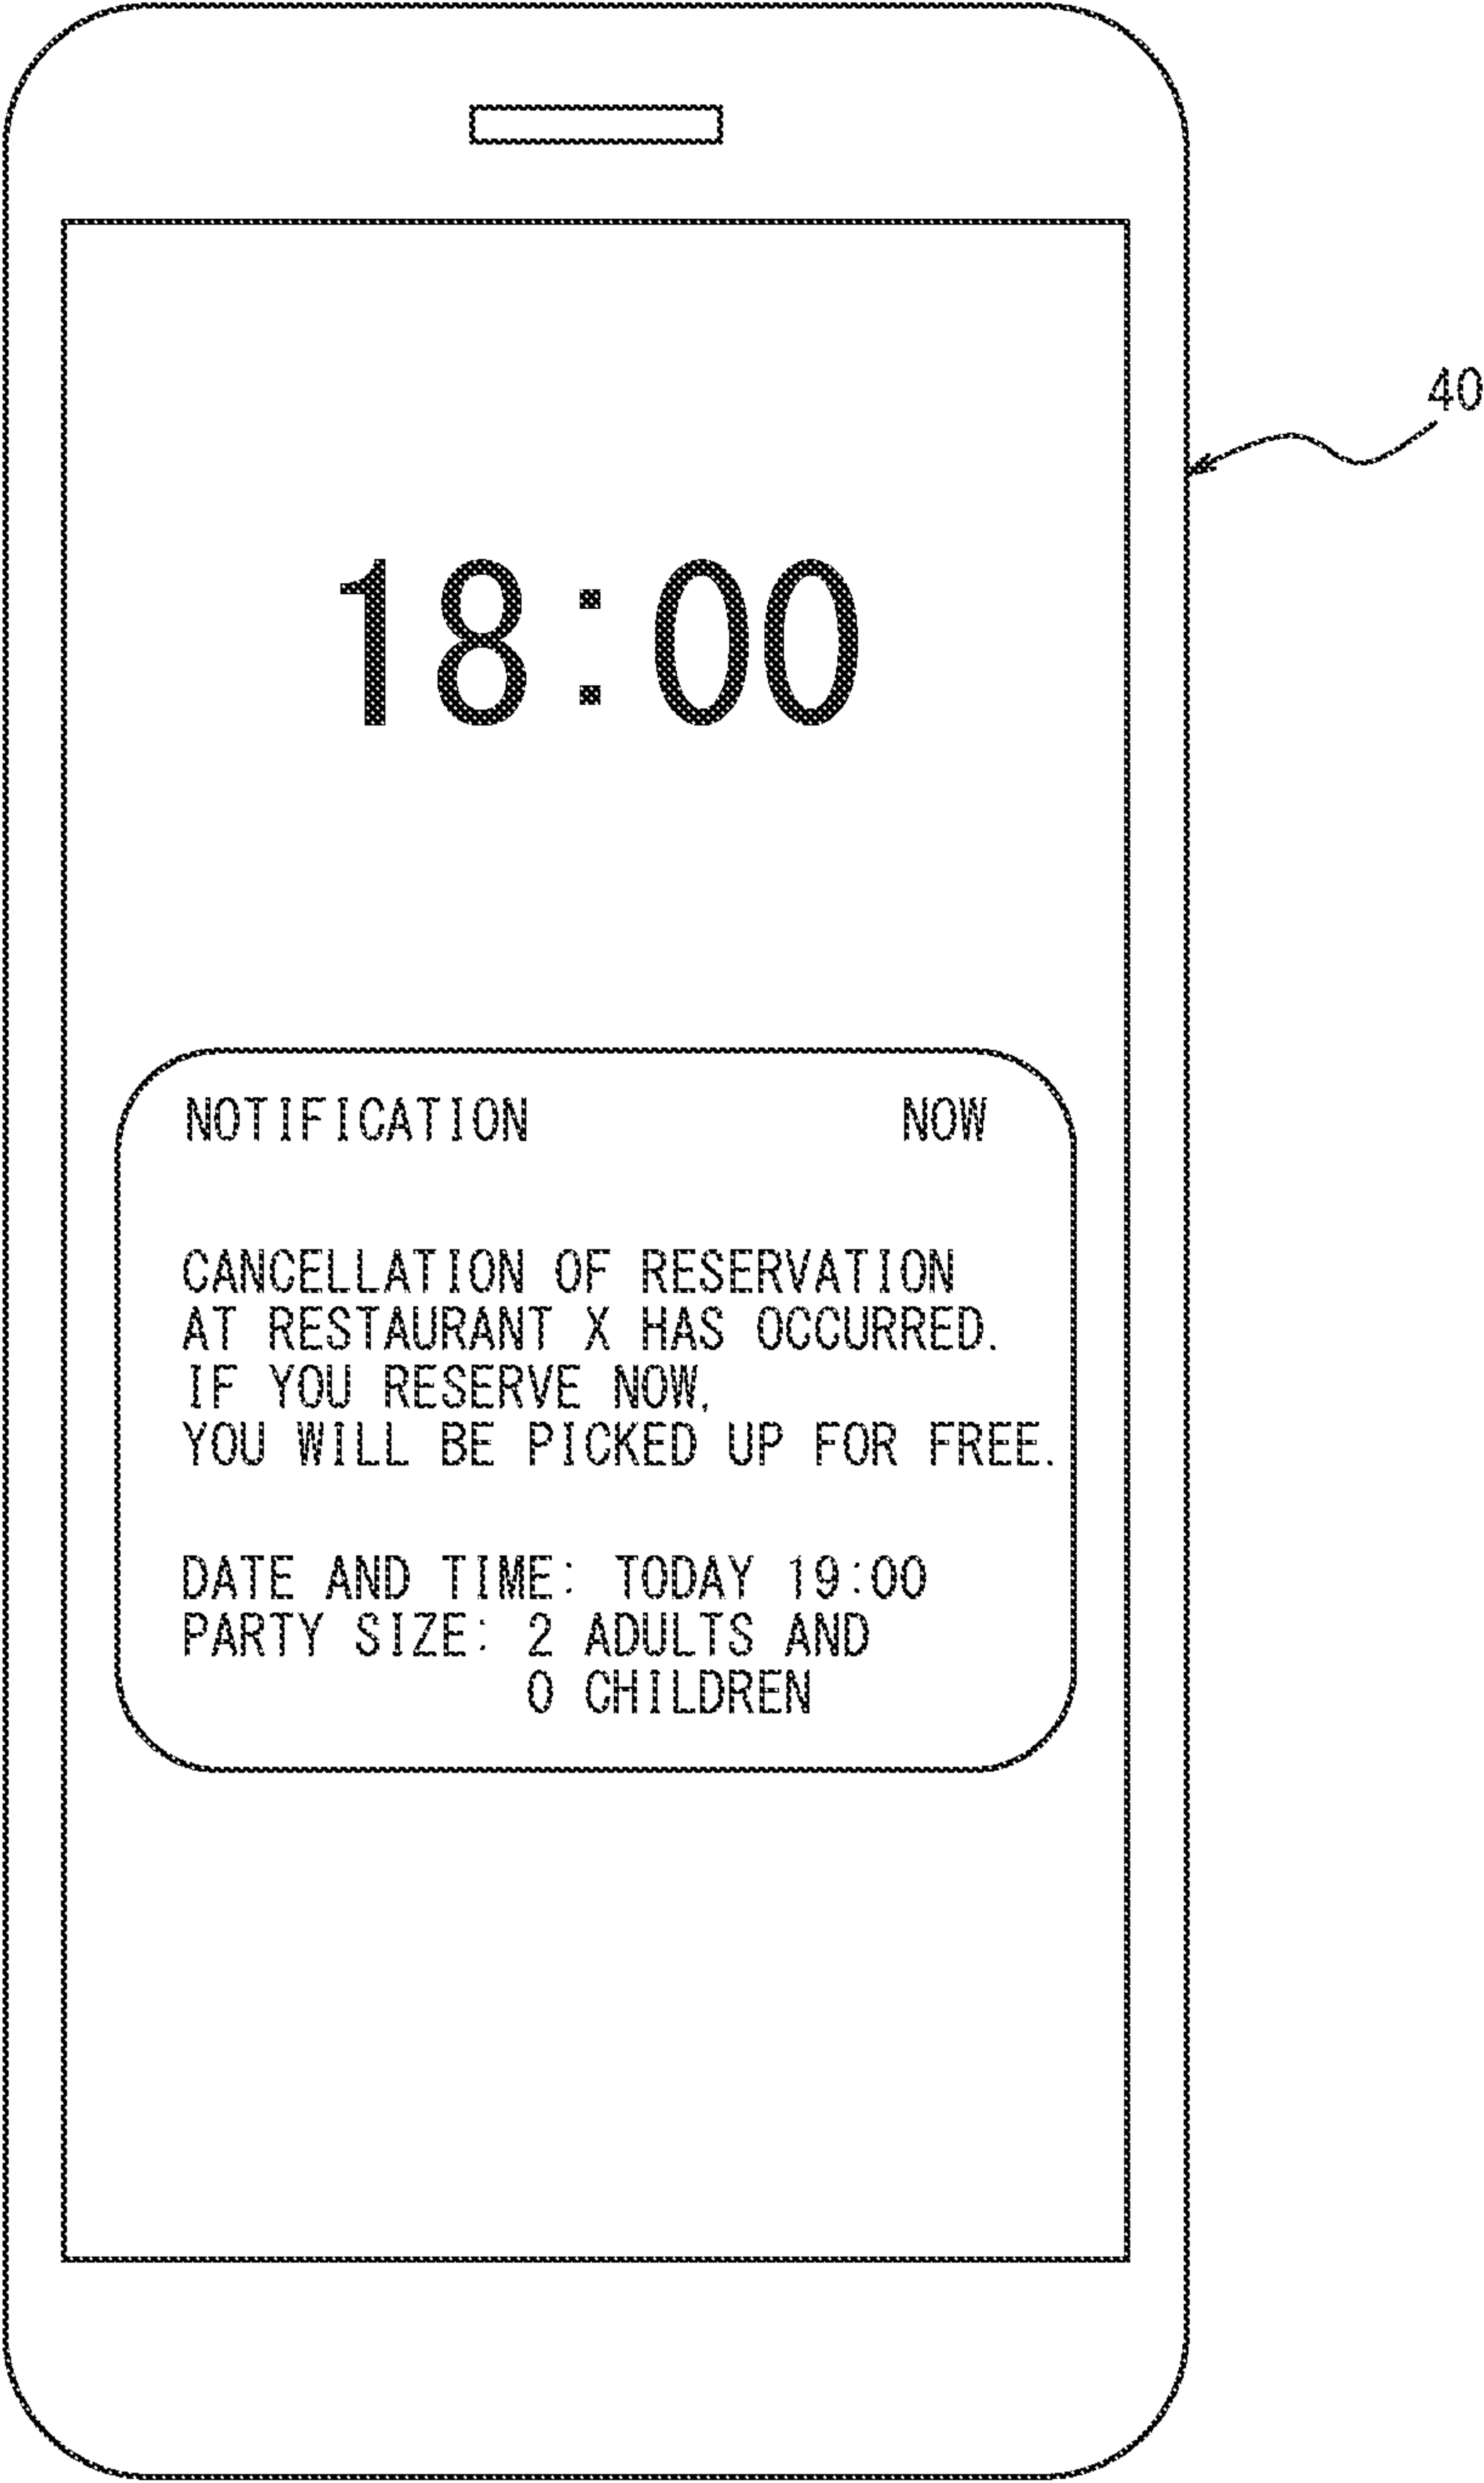 40
18:00
NOTIFICATION NOW
CANCELLATION OF RESERVATION
AT RESTAURANT X HAS OCCURRED.
IF YOU RESERVE NOW,
YOU WILL BE PICKED UP FOR FREE.
DATE AND TIME: TODAY 19:00
PARTY SIZE: 2 ADULTS AND
0 CHILDREN